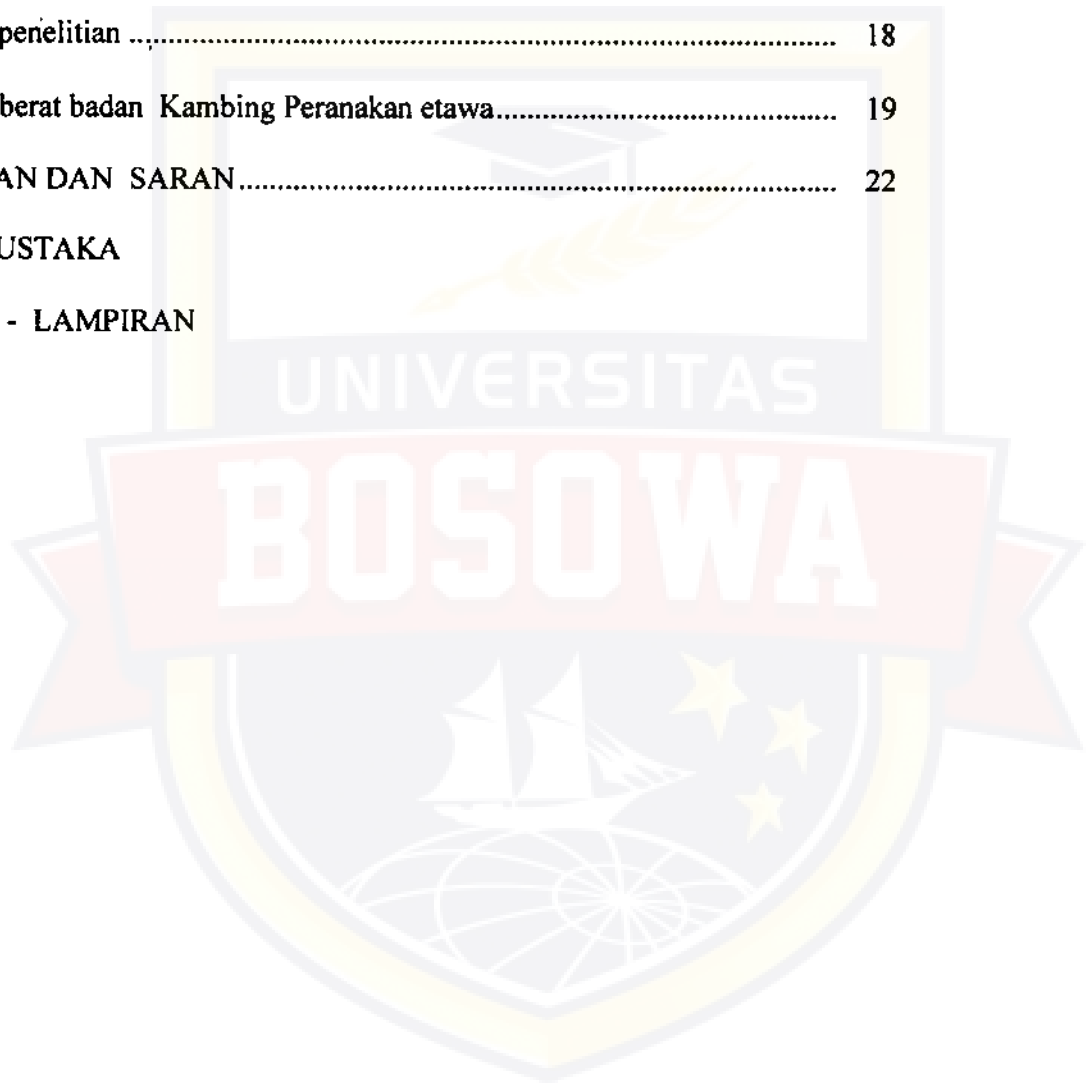 penelitian ........................................ 18
berat badan Kambing Peranakan etawa........................................ 19
AN DAN SARAN........................................ 22
USTAKA
- LAMPIRAN
UNIVERSITAS
BOSOWA